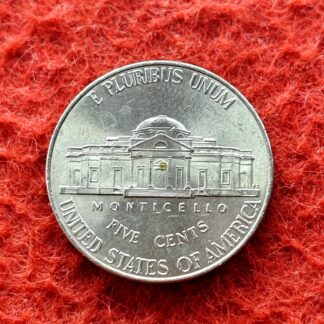 E PLURIBUS UNUM
MONTICELLO
FIVE CENTS
UNITED STATES OF AMERICA